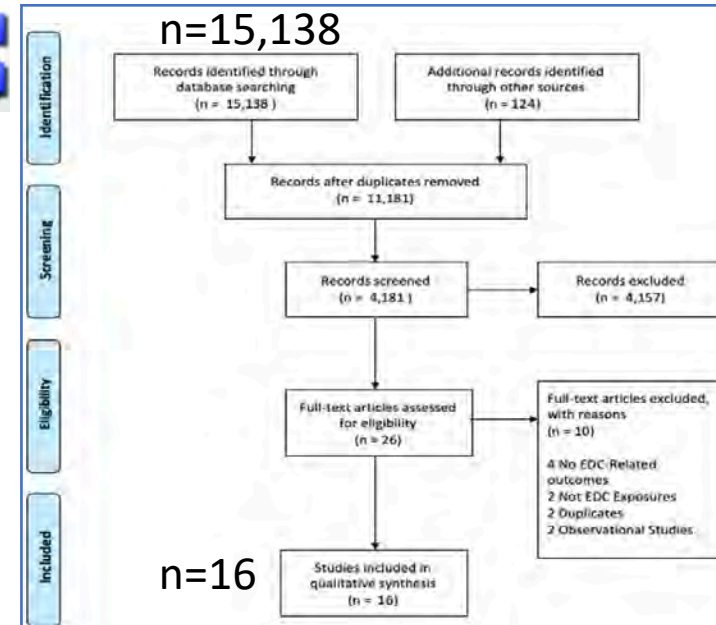 n=15,138
Identification
Records identified through
database searching
(n = 15,138 )
Additional records identified
through other sources
(n = 124)
Records after duplicates removed
(n = 11,181)
Screening
Records screened
(n = 4,181 )
Records excluded
(n = 4,157)
Eligibility
Full-text articles assessed
for eligibility
(n = 26)
Full-text articles excluded,
with reasons
(n = 10)
4 No EDC-Related
outcomes
2 Not EDC Exposures
2 Duplicates
2 Observational Studies
Included
n=16
Studies included in
qualitative synthesis
(n = 16)